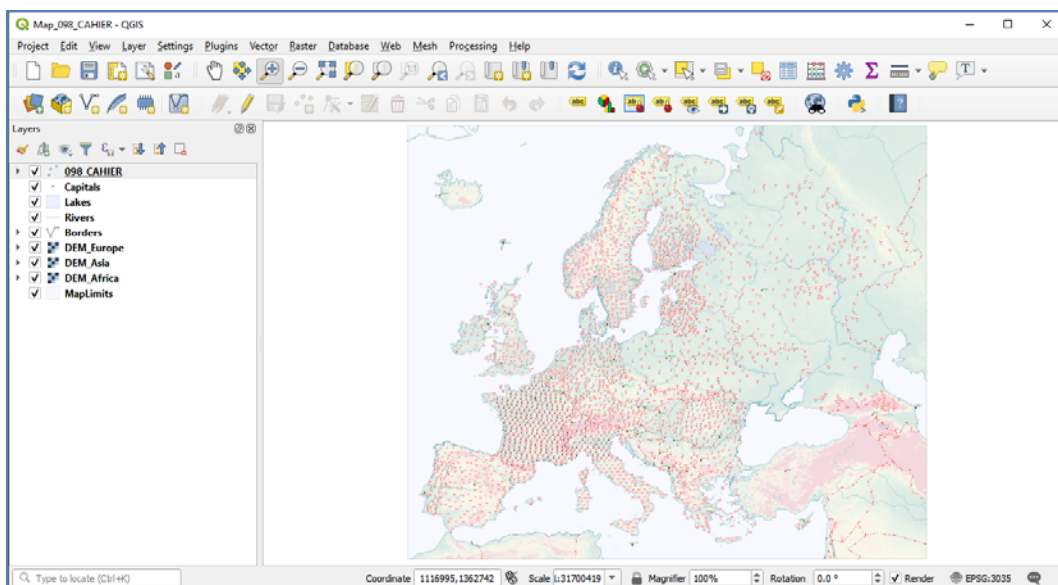 Map_098_CAHIER - QGIS
Project Edit View Layer Settings Plugins Vector Raster Database Web Mesh Processing Help
Layers
098_CAHIER
Capitals
Lakes
Rivers
Borders
DEM_Europe
DEM_Asia
DEM_Africa
MapLimits
Type to locate (Ctrl+K) Coordinate 1116995,1362742 Scale 1:31700419 Magnifier 100% Rotation 0.0 ° Render EPSG:3035